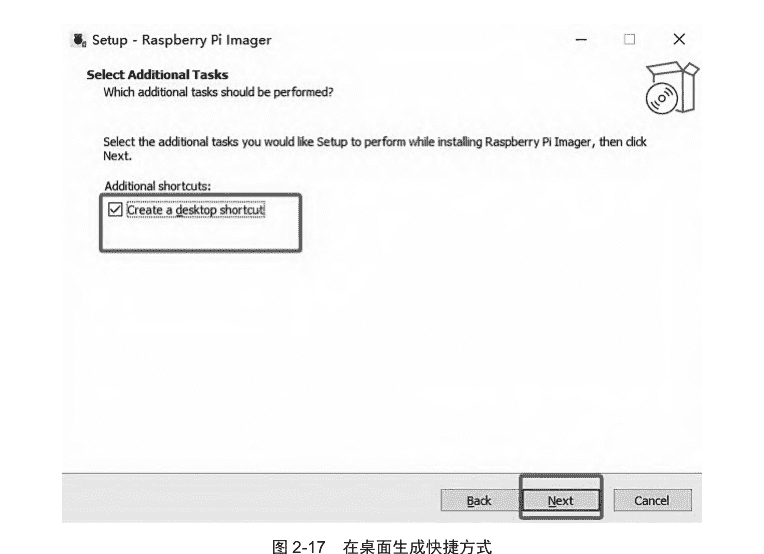 Setup - Raspberry Pi Imager
Select Additional Tasks
Which additional tasks should be performed?
Select the additional tasks you would like Setup to perform while installing Raspberry Pi Imager, then click
Next.
Additional shortcuts:
Create a desktop shortcut
Back Next Cancel
图 2-17 在桌面生成快捷方式